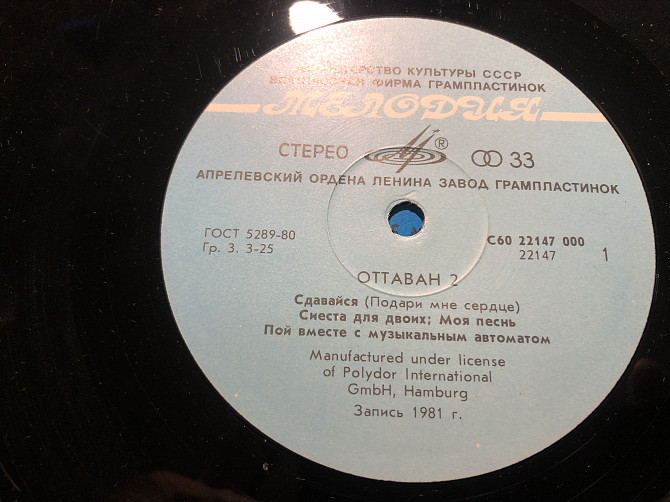 МИНИСТЕРСТВО КУЛЬТУРЫ СССР
ВСЕСОЮЗНАЯ ФИРМА ГРАМПЛАСТИНОК
МЕЛОДИЯ
СТЕРЕО ® 33
АПРЕЛЕВСКИЙ ОРДЕНА ЛЕНИНА ЗАВОД ГРАМПЛАСТИНОК
ГОСТ 5289-80
Гр. 3. 3-25
С60 22147 000
22147 1
ОТТАВАН 2
Сдавайся (Подари мне сердце)
Сиеста для двоих; Моя песнь
Пой вместе с музыкальным автоматом
Manufactured under license
of Polydor International
GmbH, Hamburg
Запись 1981 г.